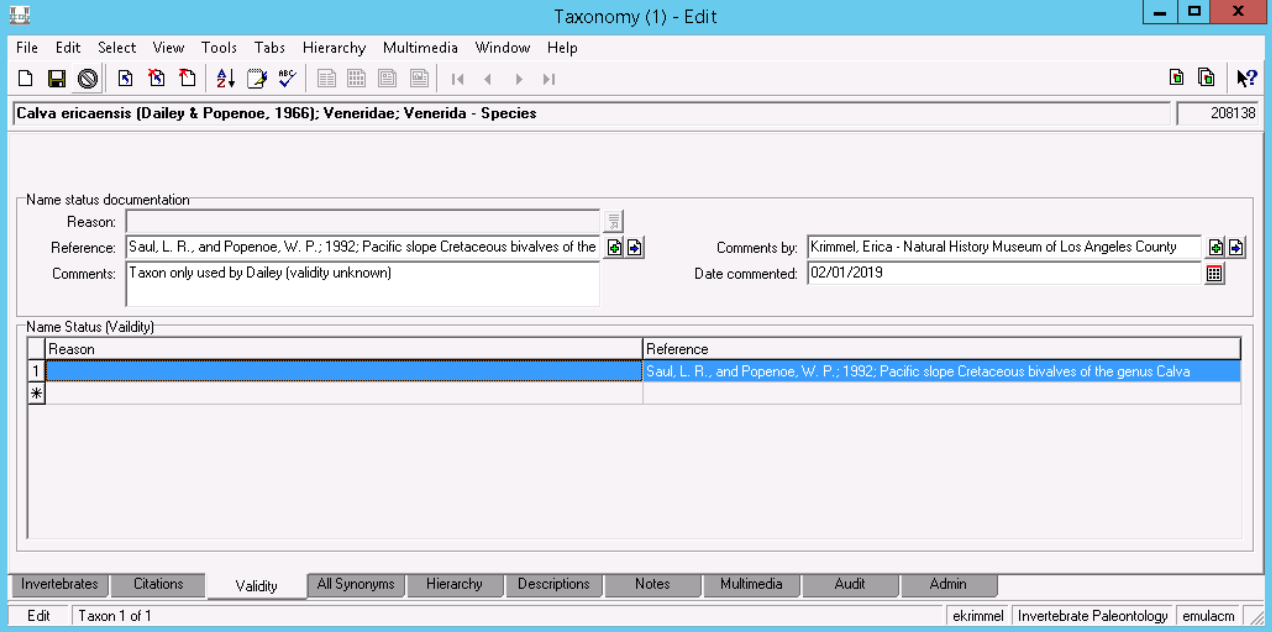 Taxonomy (1) - Edit
File Edit Select View Tools Tabs Hierarchy Multimedia Window Help
Calva ericaensis (Dailey & Popenoe, 1966); Veneridae; Venerida - Species 208138
Name status documentation
Reason:
Reference: Saul, L. R., and Popenoe, W. P.; 1992; Pacific slope Cretaceous bivalves of the
Comments by: Krimmel, Erica - Natural History Museum of Los Angeles County
Comments: Taxon only used by Dailey (validity unknown)
Date commented: 02/01/2019
Name Status (Vaildity)
Reason Reference
1 Saul, L. R., and Popenoe, W. P.; 1992; Pacific slope Cretaceous bivalves of the genus Calva
*
Invertebrates Citations Validity All Synonyms Hierarchy Descriptions Notes Multimedia Audit Admin
Edit Taxon 1 of 1 ekrimmel Invertebrate Paleontology emulacm